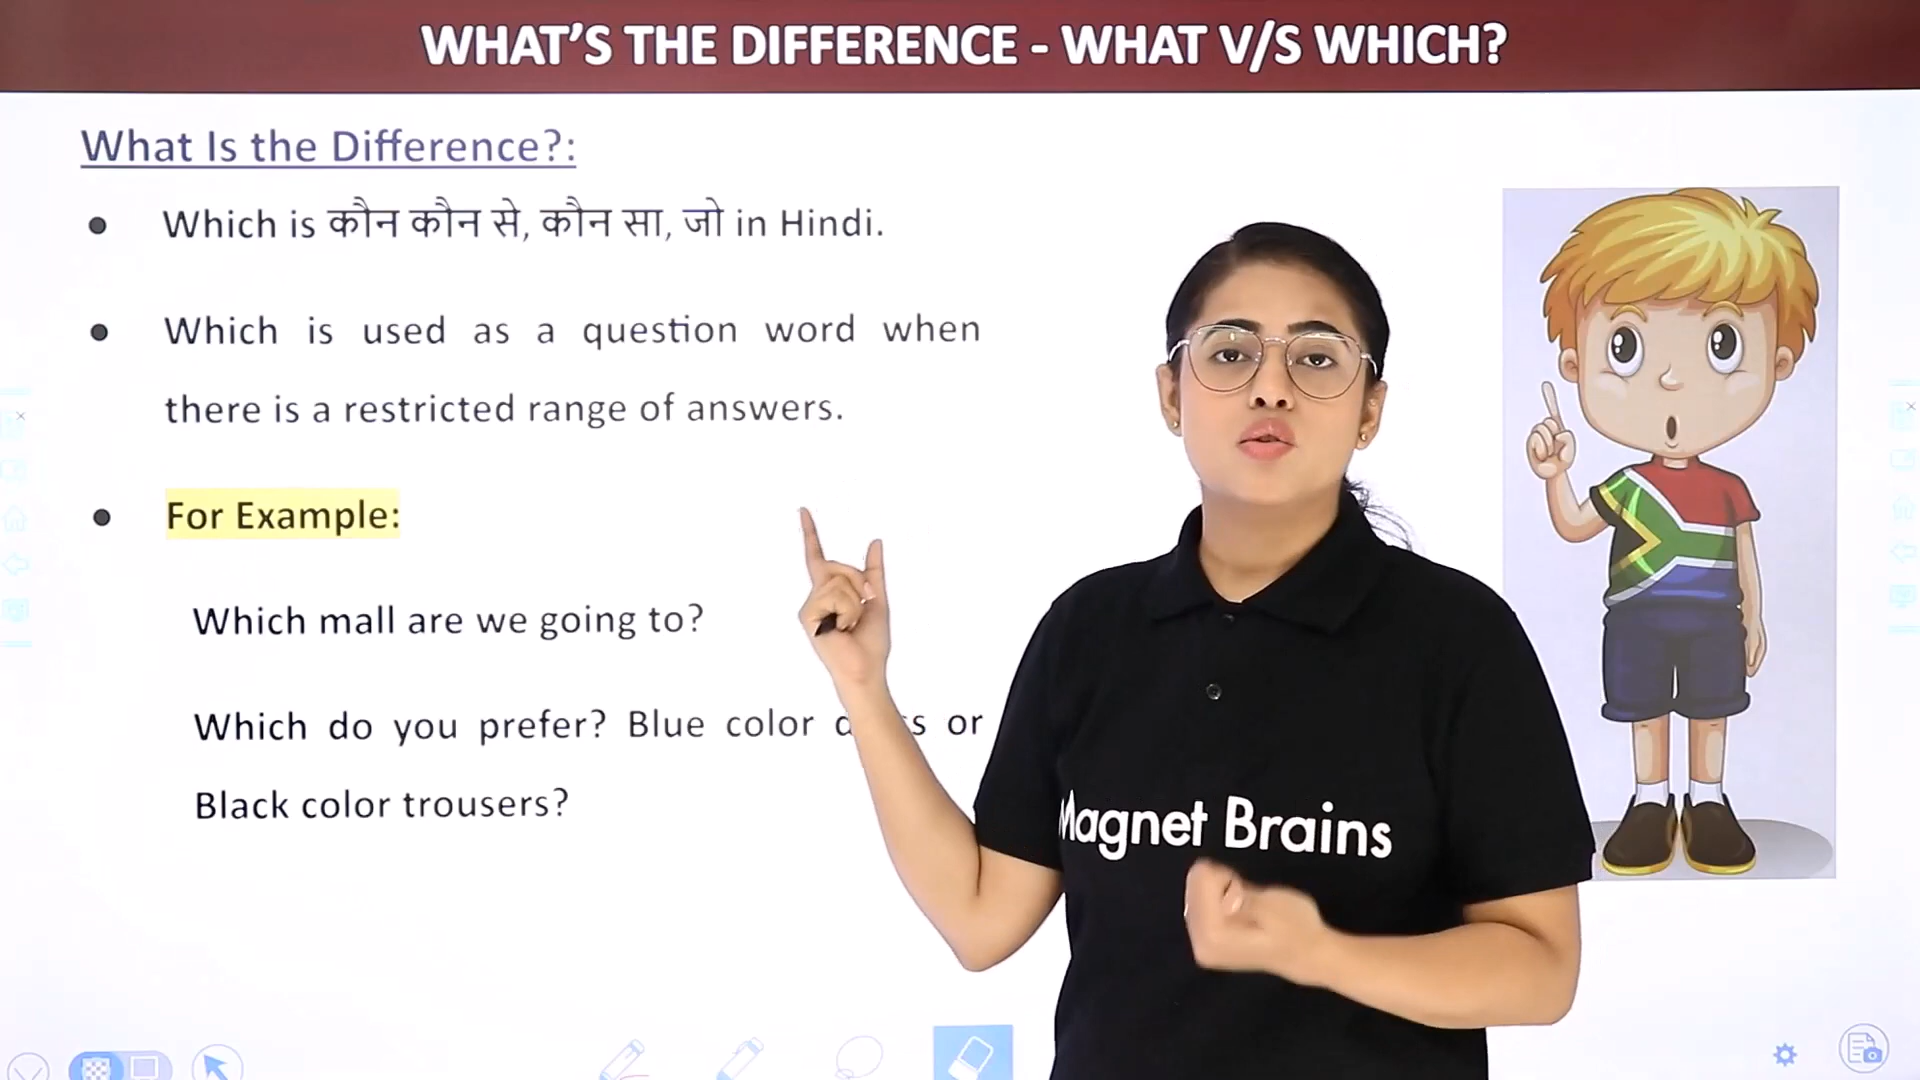 WHAT'S THE DIFFERENCE - WHAT V/S WHICH?
What Is the Difference?:
Which is कौन कौन से, कौन सा, जो in Hindi.
Which is used as a question word when
there is a restricted range of answers.
For Example:
Which mall are we going to?
Which do you prefer? Blue color or
Black color trousers?
Magnet Brains